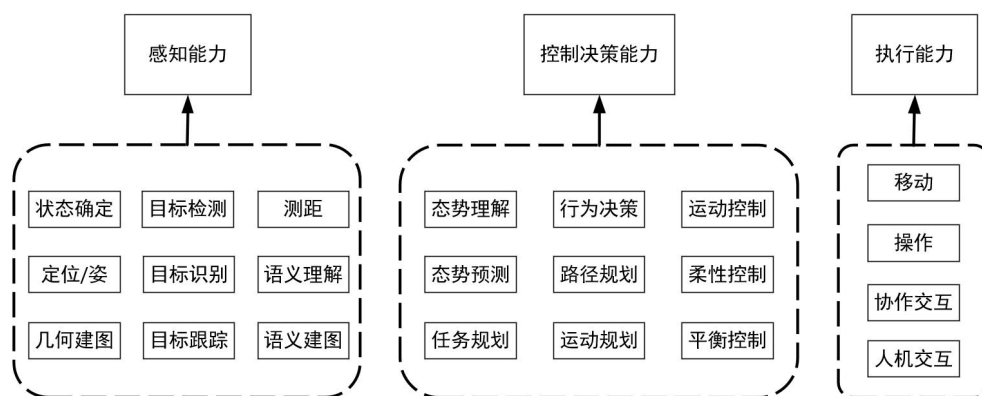 感知能力
控制决策能力
执行能力
状态确定
目标检测
测距
定位/姿
目标识别
语义理解
几何建图
目标跟踪
语义建图
态势理解
行为决策
运动控制
态势预测
路径规划
柔性控制
任务规划
运动规划
平衡控制
移动
操作
协作交互
人机交互